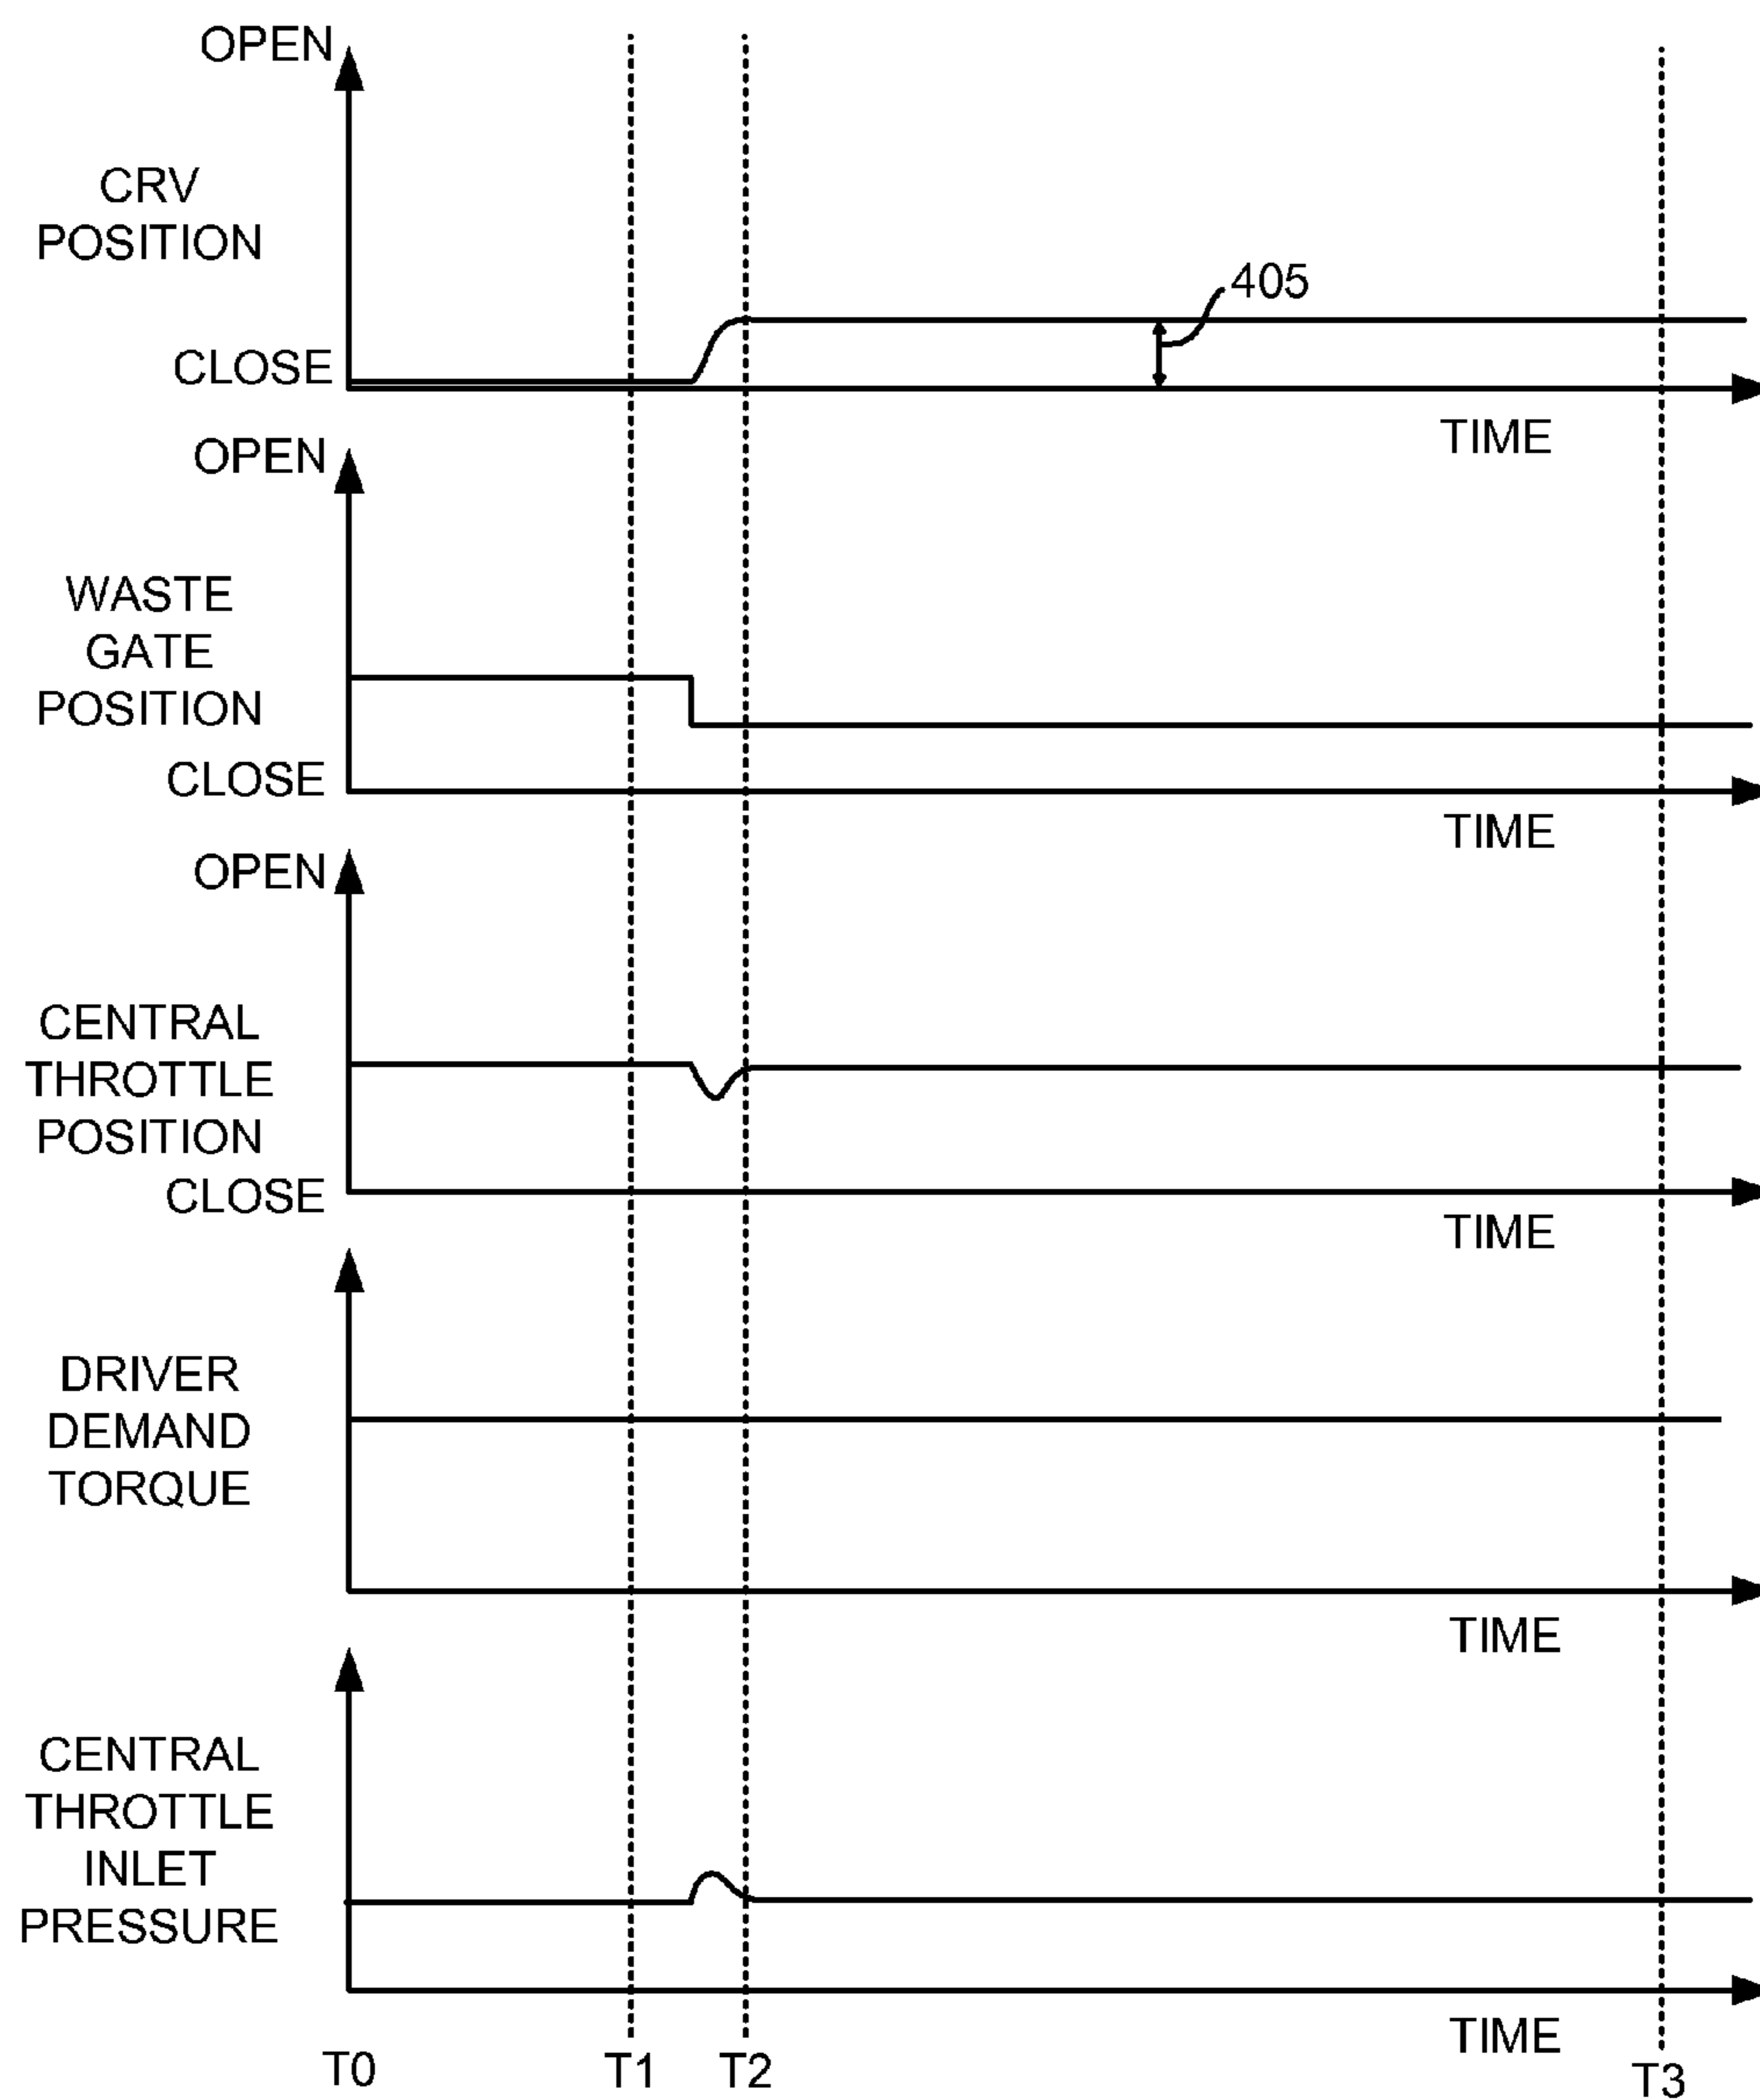 OPEN
CRV
POSITION
405
CLOSE
TIME
OPEN
WASTE
GATE
POSITION
CLOSE
TIME
OPEN
CENTRAL
THROTTLE
POSITION
CLOSE
TIME
DRIVER
DEMAND
TORQUE
TIME
CENTRAL
THROTTLE
INLET
PRESSURE
TIME
T0 T1 T2 T3